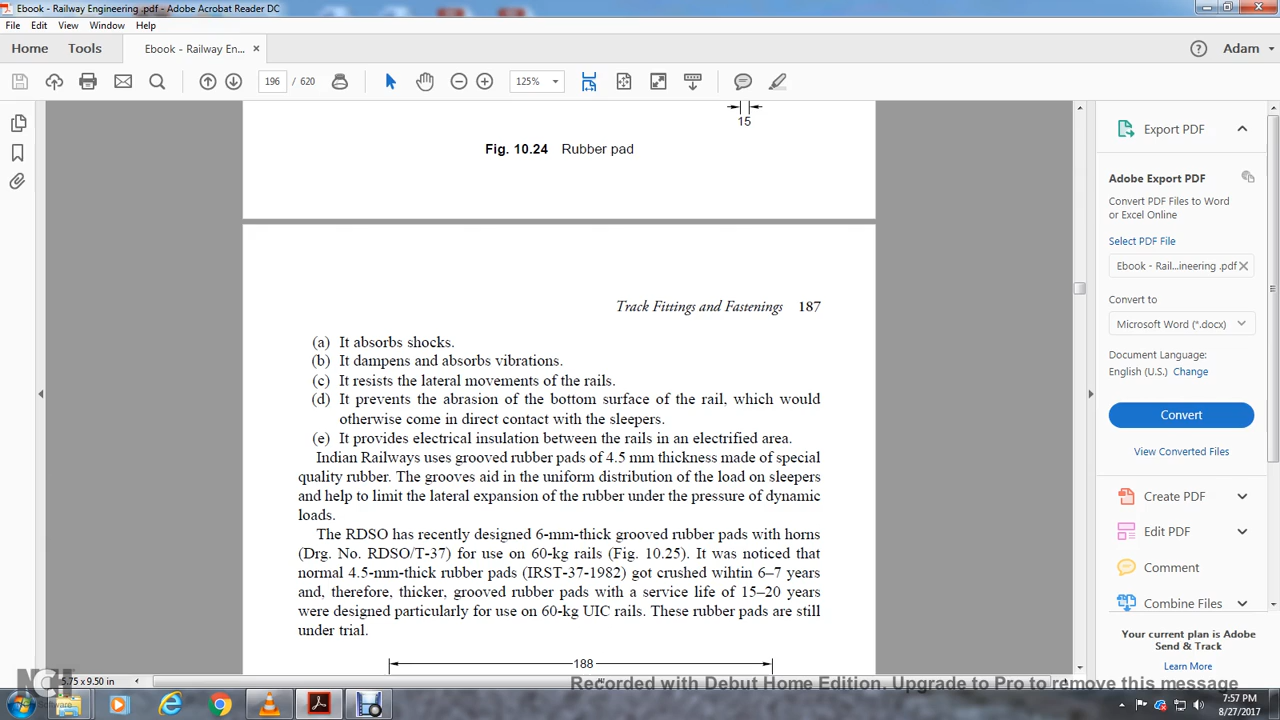 Ebook - Railway Engineering .pdf - Adobe Acrobat Reader DC
File Edit View Window Help
Home Tools Ebook - Railway En... × Adam
196 / 620 125%
15
Fig. 10.24 Rubber pad
Track Fittings and Fastenings 187
(a) It absorbs shocks.
(b) It dampens and absorbs vibrations.
(c) It resists the lateral movements of the rails.
(d) It prevents the abrasion of the bottom surface of the rail, which would
otherwise come in direct contact with the sleepers.
(e) It provides electrical insulation between the rails in an electrified area.
Indian Railways uses grooved rubber pads of 4.5 mm thickness made of special
quality rubber. The grooves aid in the uniform distribution of the load on sleepers
and help to limit the lateral expansion of the rubber under the pressure of dynamic
loads.
The RDSO has recently designed 6-mm-thick grooved rubber pads with horns
(Drg. No. RDSO/T-37) for use on 60-kg rails (Fig. 10.25). It was noticed that
normal 4.5-mm-thick rubber pads (IRST-37-1982) got crushed wihtin 6–7 years
and, therefore, thicker, grooved rubber pads with a service life of 15–20 years
were designed particularly for use on 60-kg UIC rails. These rubber pads are still
under trial.
188
5.75 x 9.50 in
Export PDF
Adobe Export PDF
Convert PDF Files to Word
or Excel Online
Select PDF File
Ebook - Rail...ineering .pdf ×
Convert to
Microsoft Word (*.docx)
Document Language:
English (U.S.) Change
Convert
View Converted Files
Create PDF
Edit PDF
Comment
Combine Files
Your current plan is Adobe
Send & Track
Learn More
Recorded with Debut Home Edition. Upgrade to Pro to remove this message
NCH
7:57 PM
8/27/2017